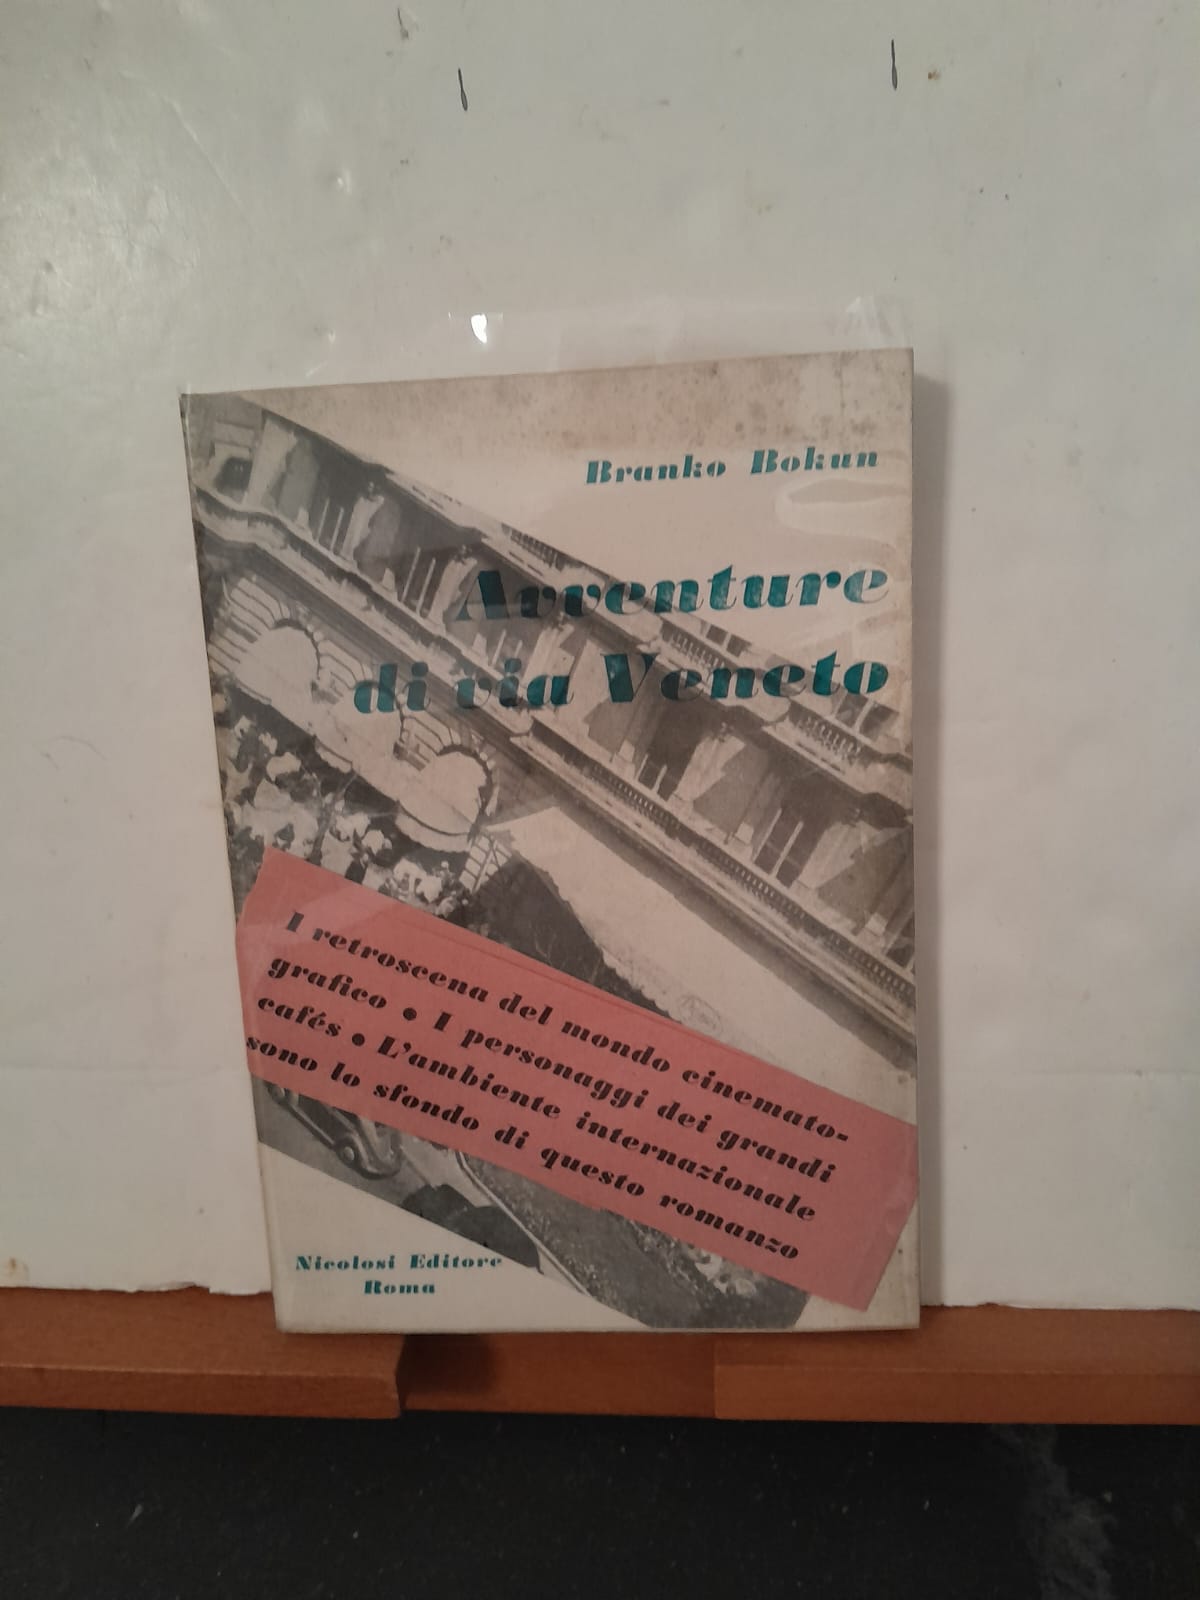 Branko Bokun
Avventure
di via Veneto
I retroscena del mondo cinemato-
grafico • I personaggi dei grandi
cafés • L'ambiente internazionale
sono lo sfondo di questo romanzo
Nicolosi Editore
Roma